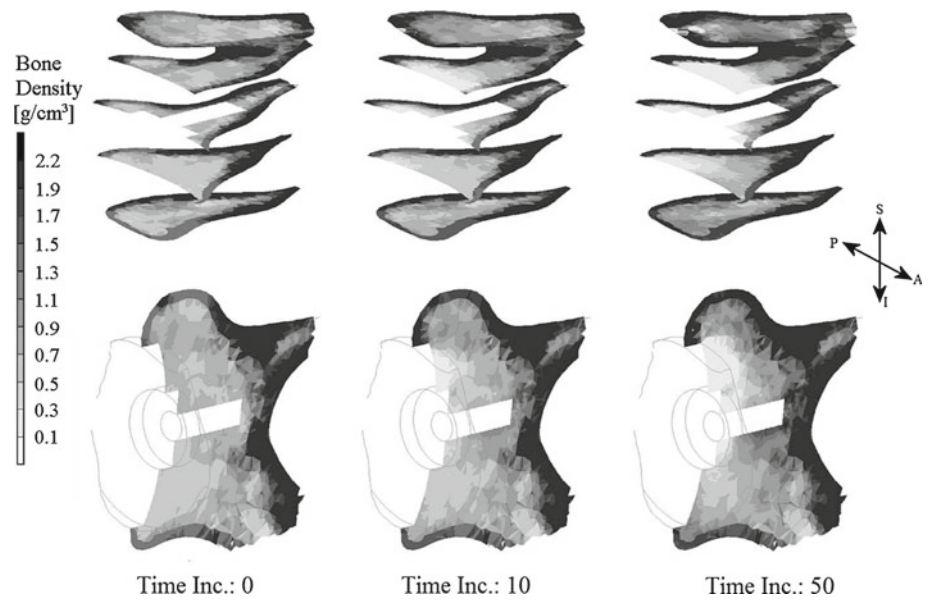 Bone
Density
[g/cm³]
2.2
1.9
1.7
1.5
1.3
1.1
0.9
0.7
0.5
0.3
0.1
S
P
A
I
Time Inc.: 0
Time Inc.: 10
Time Inc.: 50